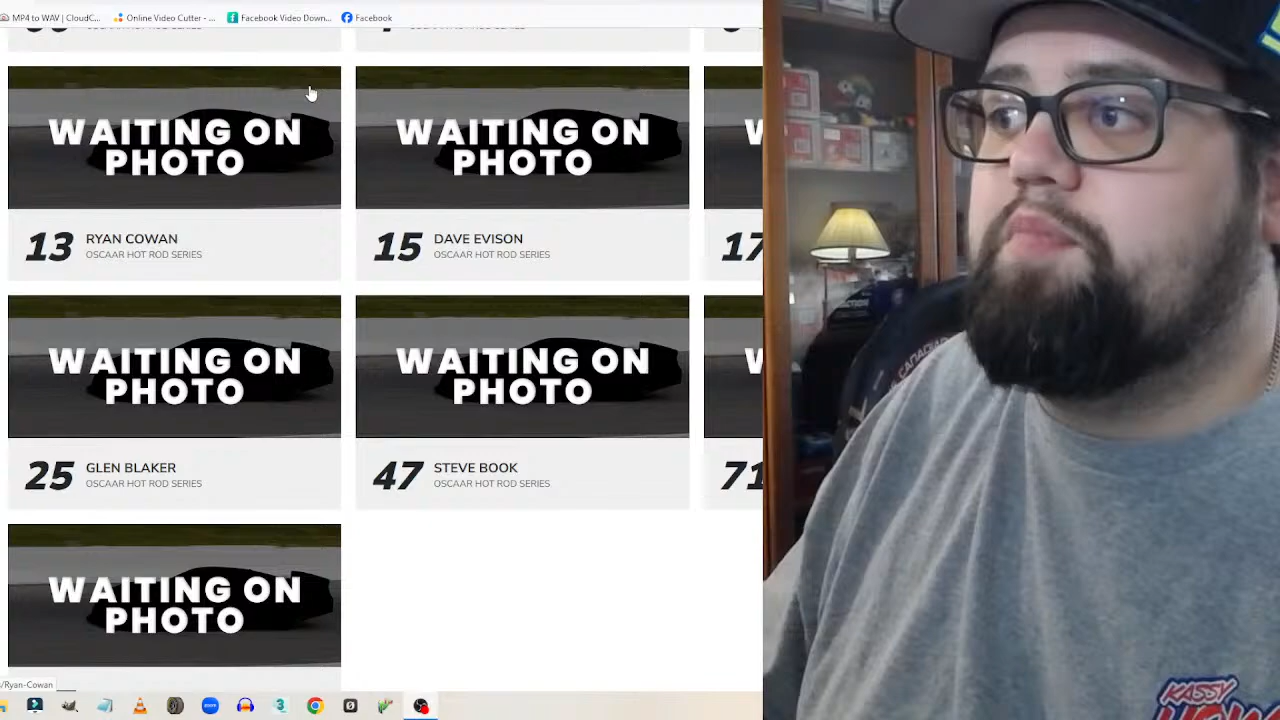 MP4 to WAV | CloudC...
Online Video Cutter - ...
Facebook Video Down...
Facebook
WAITING ON
PHOTO
13
RYAN COWAN
OSCAAR HOT ROD SERIES
WAITING ON
PHOTO
15
DAVE EVISON
OSCAAR HOT ROD SERIES
17
WAITING ON
PHOTO
25
GLEN BLAKER
OSCAAR HOT ROD SERIES
WAITING ON
PHOTO
47
STEVE BOOK
OSCAAR HOT ROD SERIES
71
WAITING ON
PHOTO
/Ryan-Cowan
zoom
KASSY